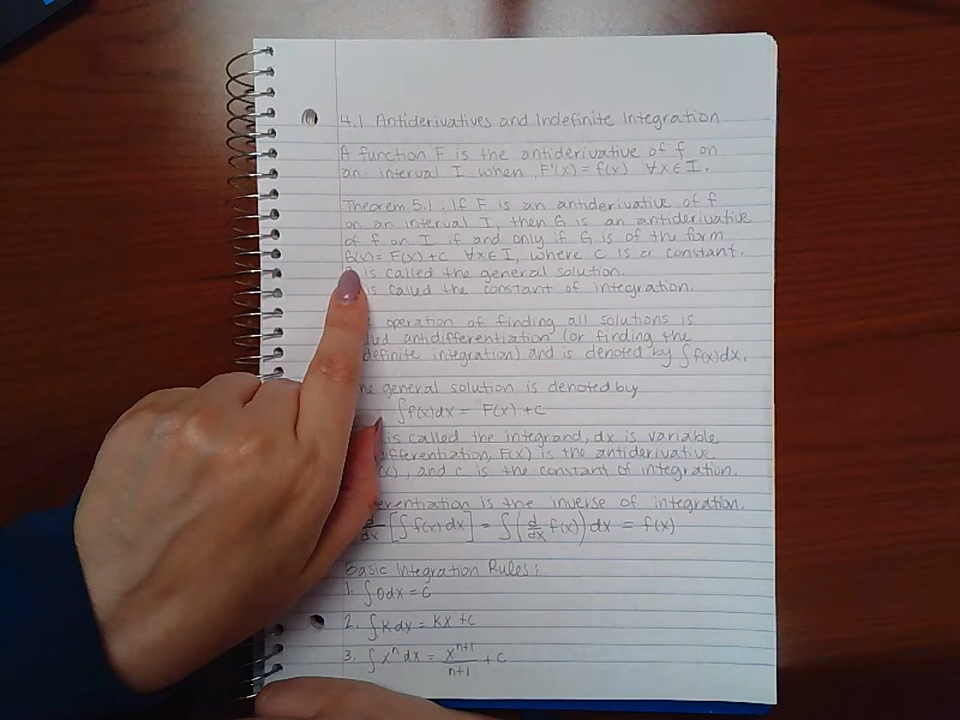 4.1 Antiderivatives and Indefinite Integration
A function F is the antiderivative of f on
an interval I when F'(x) = f(x) ∀x∈I.
Theorem 5.1: If F is an antiderivative of f
on an interval I, then G is an antiderivative
of f on I if and only if G is of the form
G(x) = F(x) + C ∀x∈I, where C is a constant.
is called the general solution.
is called the constant of integration.
operation of finding all solutions is
antidifferentiation (or finding the
integration) and is denoted by ∫f(x)dx.
general solution is denoted by
∫f(x)dx = F(x) + C
is called the integrand, dx is variable
F(x) is the antiderivative
, and C is the constant of integration.
is the inverse of integration.
d/dx [∫f(x)dx] = ∫(d/dx f(x))dx = f(x)
Basic Integration Rules:
1. ∫0dx = C
2. ∫Kdx = Kx + C
3. ∫xⁿdx = xⁿ⁺¹/n+1 + C